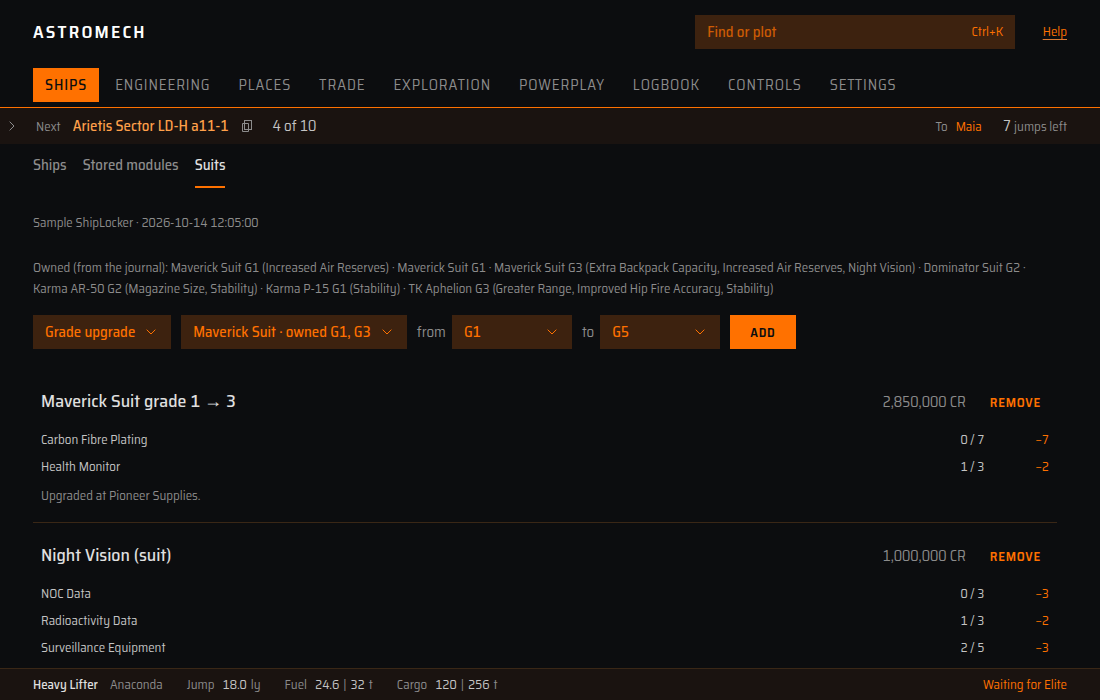 ASTROMECH
Find or plot Ctrl+K
Help
SHIPS ENGINEERING PLACES TRADE EXPLORATION POWERPLAY LOGBOOK CONTROLS SETTINGS
Next Arietis Sector LD-H a11-1 4 of 10 To Maia 7 jumps left
Ships Stored modules Suits
Sample ShipLocker · 2026-10-14 12:05:00
Owned (from the journal): Maverick Suit G1 (Increased Air Reserves) · Maverick Suit G1 · Maverick Suit G3 (Extra Backpack Capacity, Increased Air Reserves, Night Vision) · Dominator Suit G2 ·
Karma AR-50 G2 (Magazine Size, Stability) · Karma P-15 G1 (Stability) · TK Aphelion G3 (Greater Range, Improved Hip Fire Accuracy, Stability)
Grade upgrade Maverick Suit · owned G1, G3 from G1 to G5 ADD
Maverick Suit grade 1 → 3 2,850,000 CR REMOVE
Carbon Fibre Plating 0 / 7 −7
Health Monitor 1 / 3 −2
Upgraded at Pioneer Supplies.
Night Vision (suit) 1,000,000 CR REMOVE
NOC Data 0 / 3 −3
Radioactivity Data 1 / 3 −2
Surveillance Equipment 2 / 5 −3
Heavy Lifter Anaconda Jump 18.0 ly Fuel 24.6 | 32 t Cargo 120 | 256 t Waiting for Elite